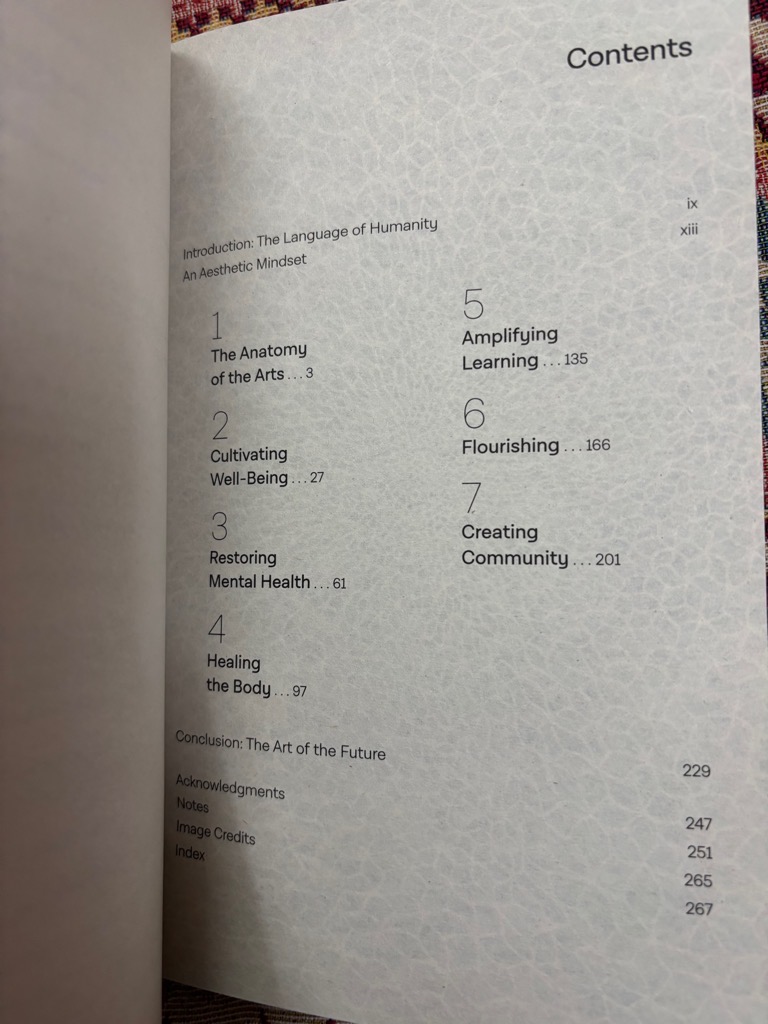 Contents
Introduction: The Language of Humanity ix
An Aesthetic Mindset xiii
1
The Anatomy
of the Arts...3
2
Cultivating
Well-Being...27
3
Restoring
Mental Health...61
4
Healing
the Body...97
5
Amplifying
Learning...135
6
Flourishing...166
7
Creating
Community...201
Conclusion: The Art of the Future 229
Acknowledgments 247
Notes 251
Image Credits 265
Index 267